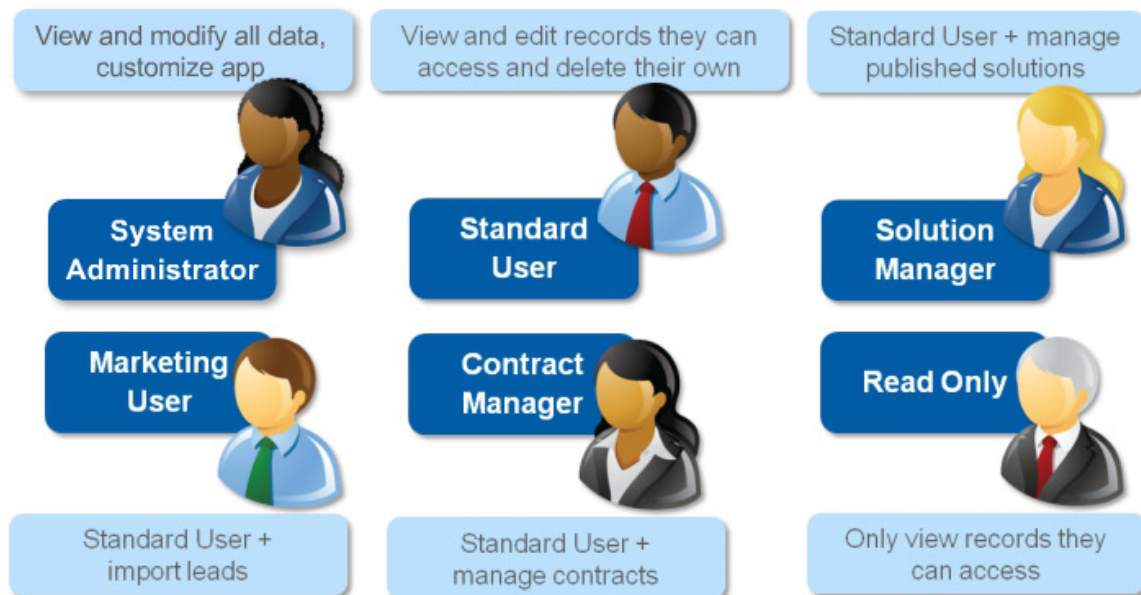 View and modify all data,
customize app
View and edit records they can
access and delete their own
Standard User + manage
published solutions
System
Administrator
Standard
User
Solution
Manager
Marketing
User
Contract
Manager
Read Only
Standard User +
import leads
Standard User +
manage contracts
Only view records they
can access